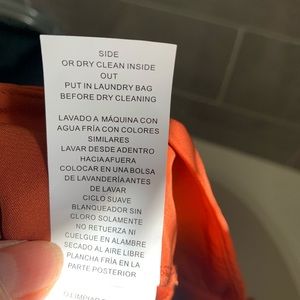 SIDE
OR DRY CLEAN INSIDE
OUT
PUT IN LAUNDRY BAG
BEFORE DRY CLEANING
LAVADO A MÁQUINA CON
AGUA FRÍA CON COLORES
SIMILARES
LAVAR DESDE ADENTRO
HACIA AFUERA
COLOCAR EN UNA BOLSA
DE LAVANDERÍA ANTES
DE LAVAR
CICLO SUAVE
BLANQUEADOR SIN
CLORO SOLAMENTE
NO RETUERZA NI
CUELGUE EN ALAMBRE
SECADO AL AIRE LIBRE
PLANCHA FRÍA EN LA
PARTE POSTERIOR